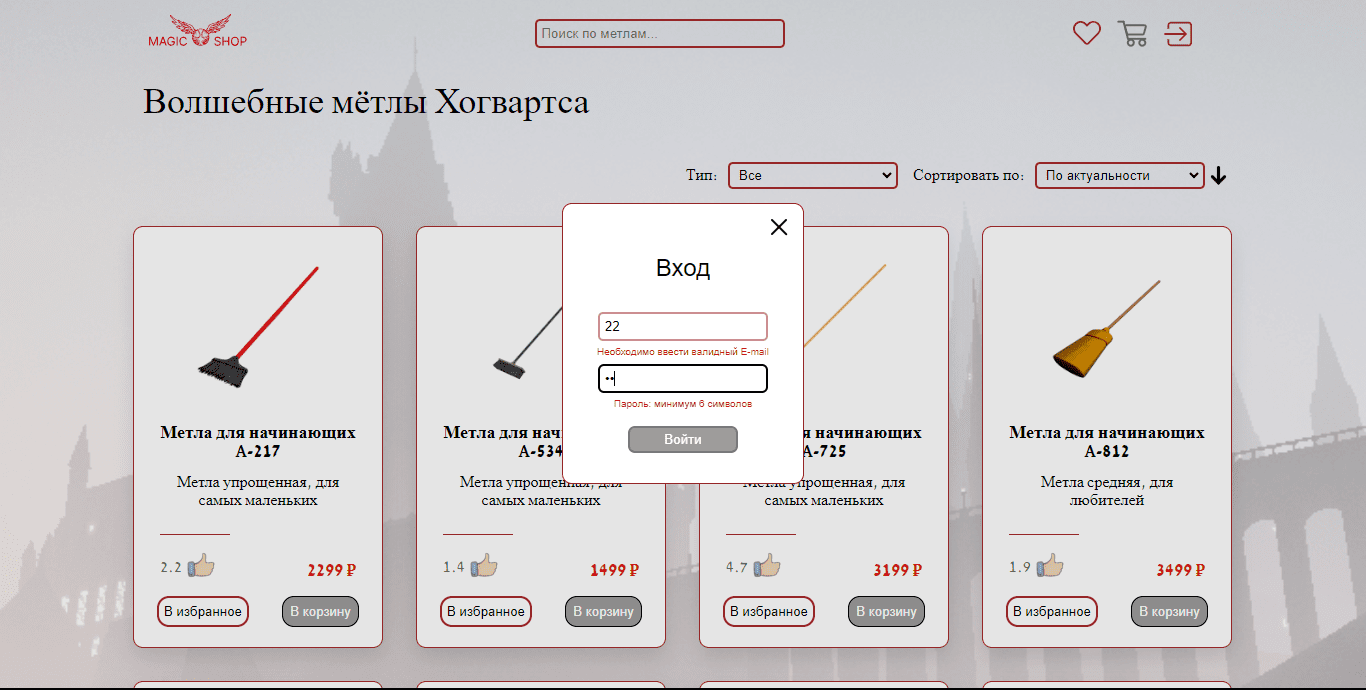 MAGIC SHOP
Поиск по метлам...
Волшебные мётлы Хогвартса
Тип: Все Сортировать по: По актуальности
Вход
22
Необходимо ввести валидный E-mail
••
Пароль: минимум 6 символов
Войти
Метла для начинающих
А-217
Метла упрощенная, для
самых маленьких
2.2 2299 ₽
В избранное В корзину
Метла для нач
А-534
Метла упрощенная, для
самых маленьких
1.4 1499 ₽
В избранное В корзину
я начинающих
А-725
Метла упрощенная, для
самых маленьких
4.7 3199 ₽
В избранное В корзину
Метла для начинающих
А-812
Метла средняя, для
любителей
1.9 3499 ₽
В избранное В корзину